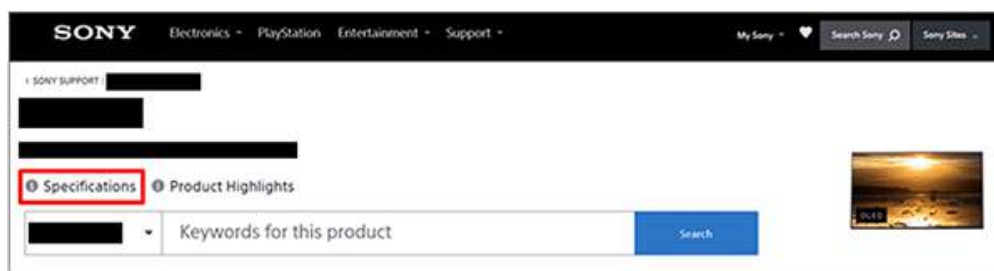 SONY Electronics PlayStation Entertainment Support My Sony Search Sony Sony Sites
SONY SUPPORT
Specifications Product Highlights
OLED
Keywords for this product Search